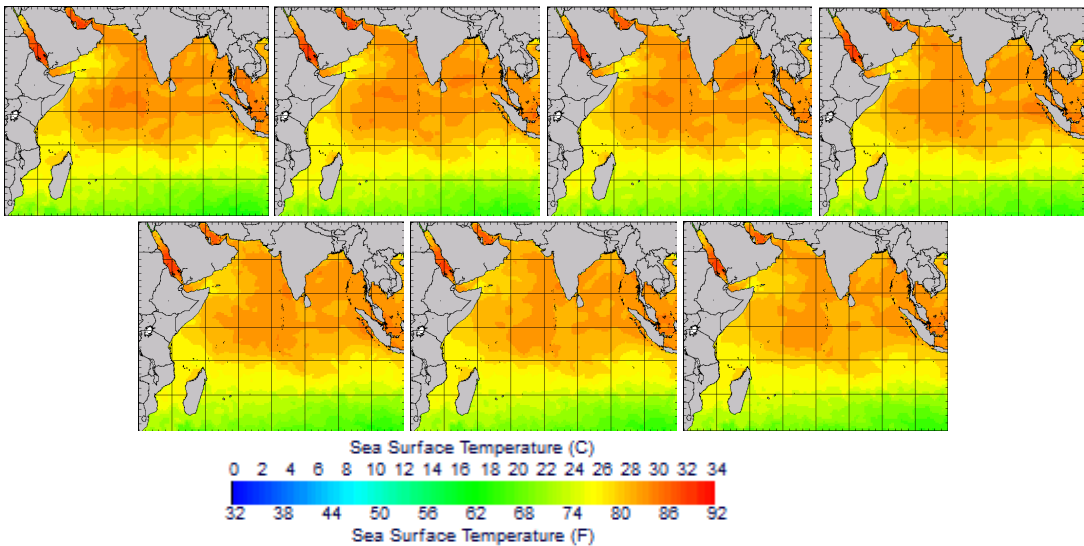 Sea Surface Temperature (C)
0 2 4 6 8 10 12 14 16 18 20 22 24 26 28 30 32 34
32 38 44 50 56 62 68 74 80 86 92
Sea Surface Temperature (F)